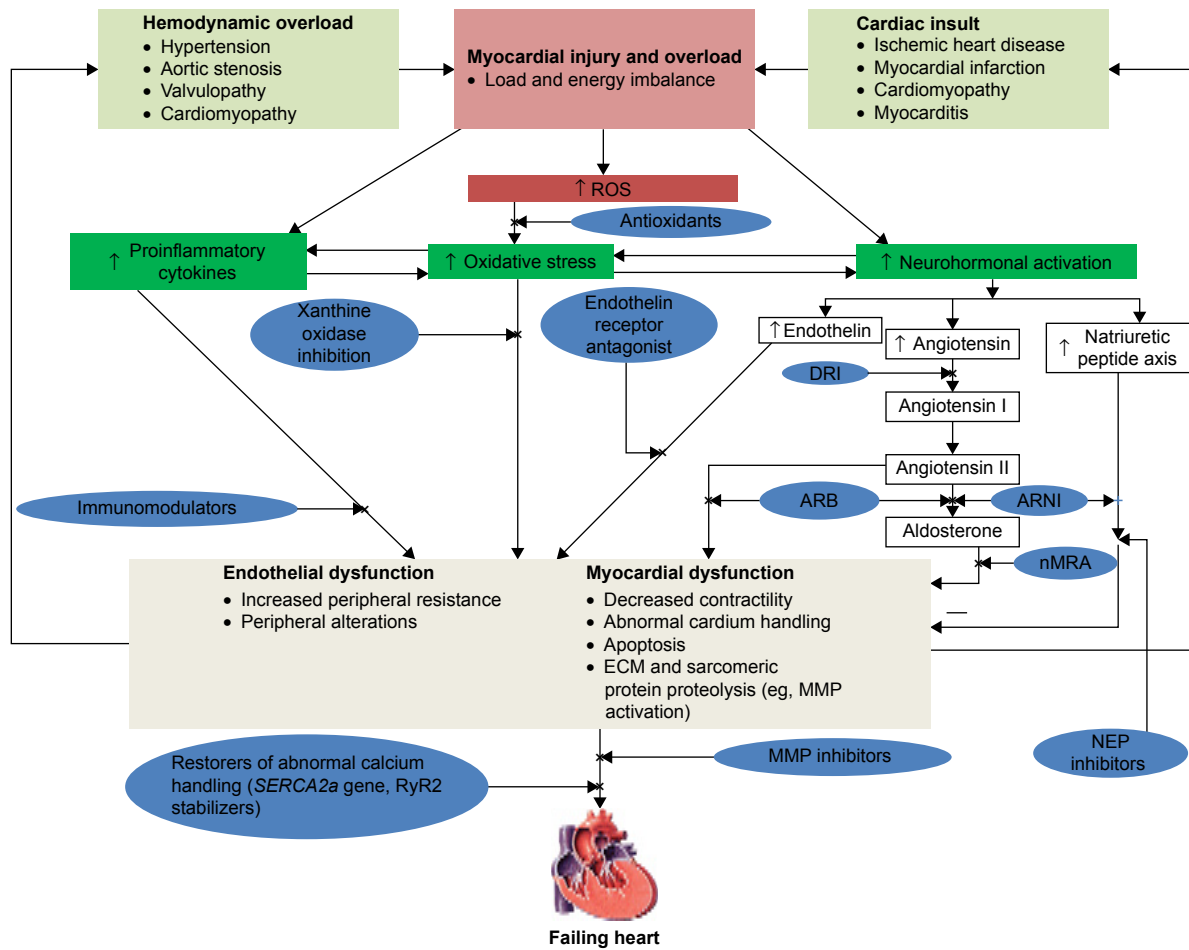 Hemodynamic overload
• Hypertension
• Aortic stenosis
• Valvulopathy
• Cardiomyopathy
Myocardial injury and overload
• Load and energy imbalance
Cardiac insult
• Ischemic heart disease
• Myocardial infarction
• Cardiomyopathy
• Myocarditis
↑ ROS
Antioxidants
↑ Proinflammatory
cytokines
↑ Oxidative stress
↑ Neurohormonal activation
Xanthine
oxidase
inhibition
Endothelin
receptor
antagonist
↑ Endothelin
↑ Angiotensin
↑ Natriuretic
peptide axis
DRI
Angiotensin I
Angiotensin II
Immunomodulators
ARB
ARNI
Aldosterone
nMRA
Endothelial dysfunction
• Increased peripheral resistance
• Peripheral alterations
Myocardial dysfunction
• Decreased contractility
• Abnormal cardium handling
• Apoptosis
• ECM and sarcomeric
protein proteolysis (eg, MMP
activation)
—
Restorers of abnormal calcium
handling (SERCA2a gene, RyR2
stabilizers)
MMP inhibitors
NEP
inhibitors
Failing heart